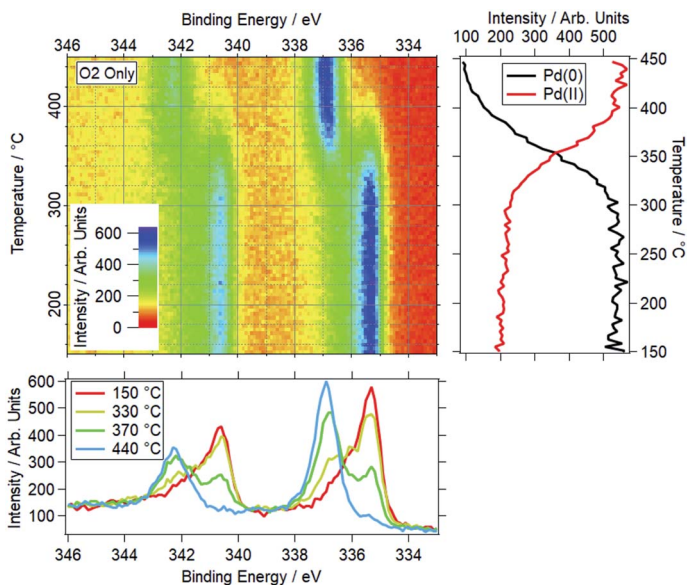 Binding Energy / eV
346 344 342 340 338 336 334
O2 Only
Temperature / °C
400
300
200
Intensity / Arb. Units
600
400
200
0
Intensity / Arb. Units
100 200 300 400 500
Pd(0)
Pd(II)
450
400
350
300
250
200
150
Temperature / °C
Intensity / Arb. Units
600
500
400
300
200
100
150 °C
330 °C
370 °C
440 °C
346 344 342 340 338 336 334
Binding Energy / eV